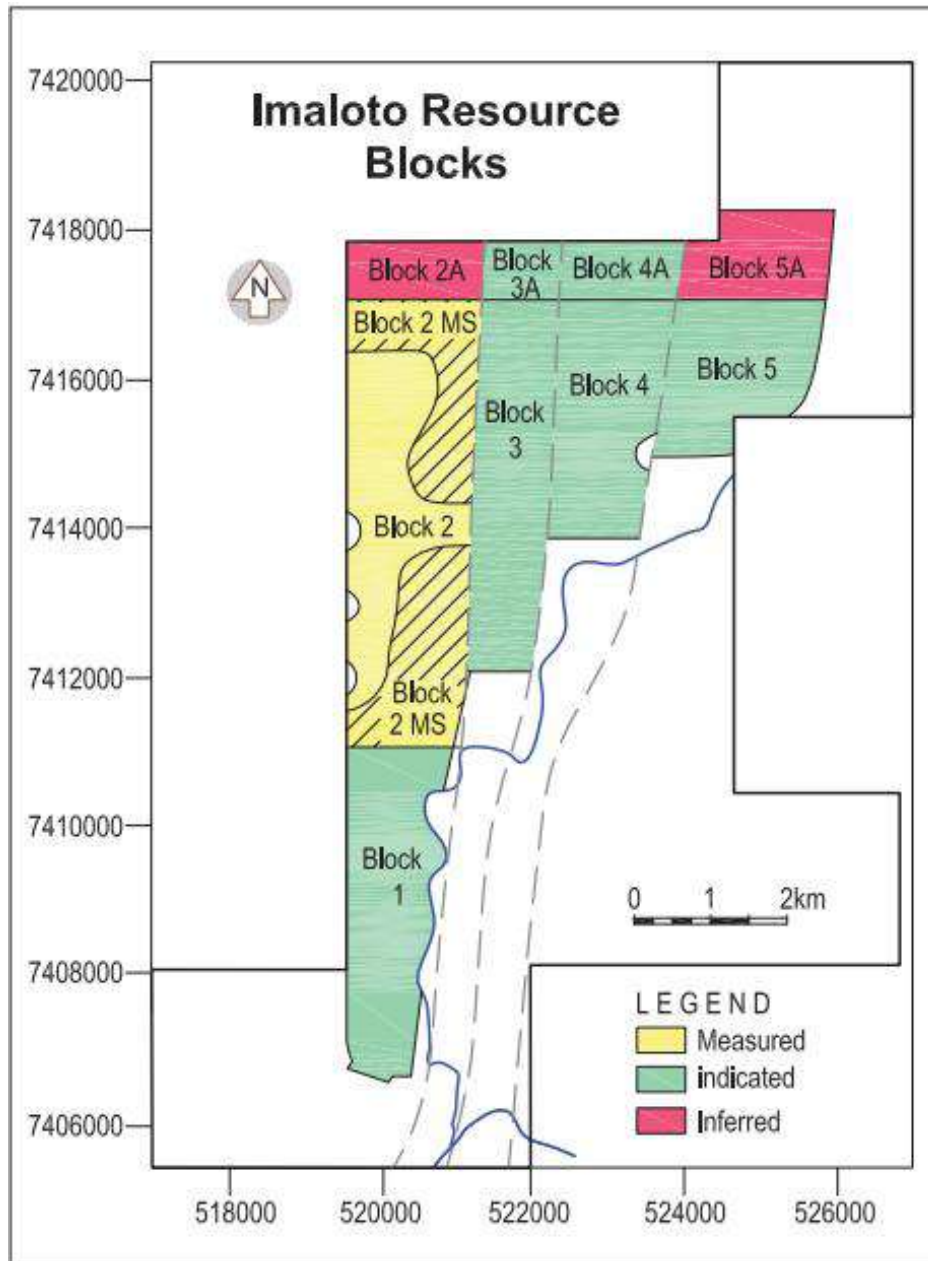 Imaloto Resource
Blocks
7420000
7418000
7416000
7414000
7412000
7410000
7408000
7406000
N
Block 2A
Block
3A
Block 4A
Block 5A
Block 2 MS
Block 3
Block 4
Block 5
Block 2
Block
2 MS
Block
1
0 1 2km
LEGEND
Measured
indicated
Inferred
518000 520000 522000 524000 526000